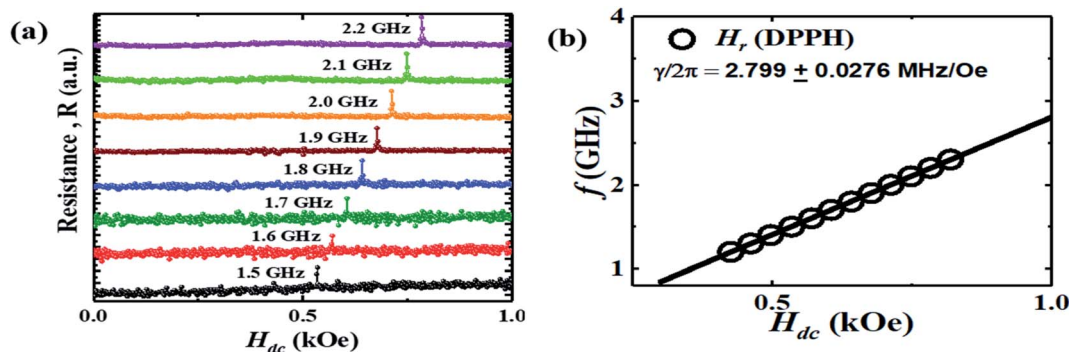 (a)
Resistance , R (a.u.)
2.2 GHz
2.1 GHz
2.0 GHz
1.9 GHz
1.8 GHz
1.7 GHz
1.6 GHz
1.5 GHz
0.0 0.5 1.0
H_dc (kOe)
(b)
f (GHz)
4
3
2
1
H_r (DPPH)
γ/2π = 2.799 ± 0.0276 MHz/Oe
0.5 1.0
H_dc (kOe)